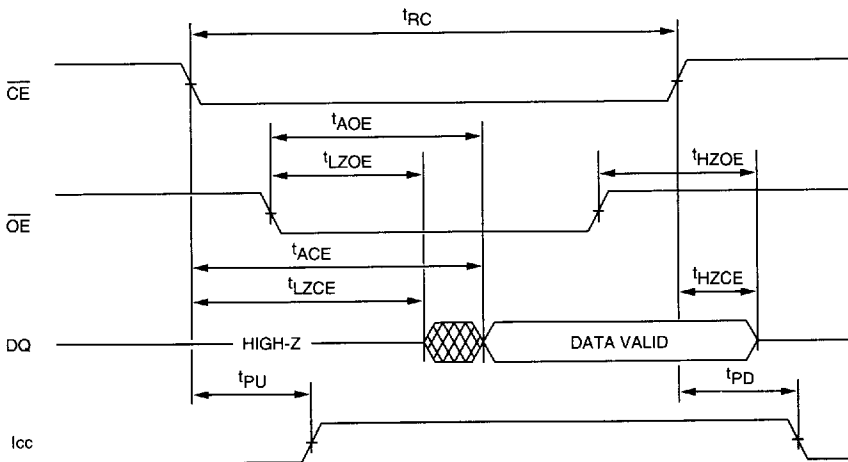 tRC
CE
tAOE
tLZOE
tHZOE
OE
tACE
tLZCE
tHZCE
DQ
HIGH-Z
DATA VALID
tPU
tPD
Icc